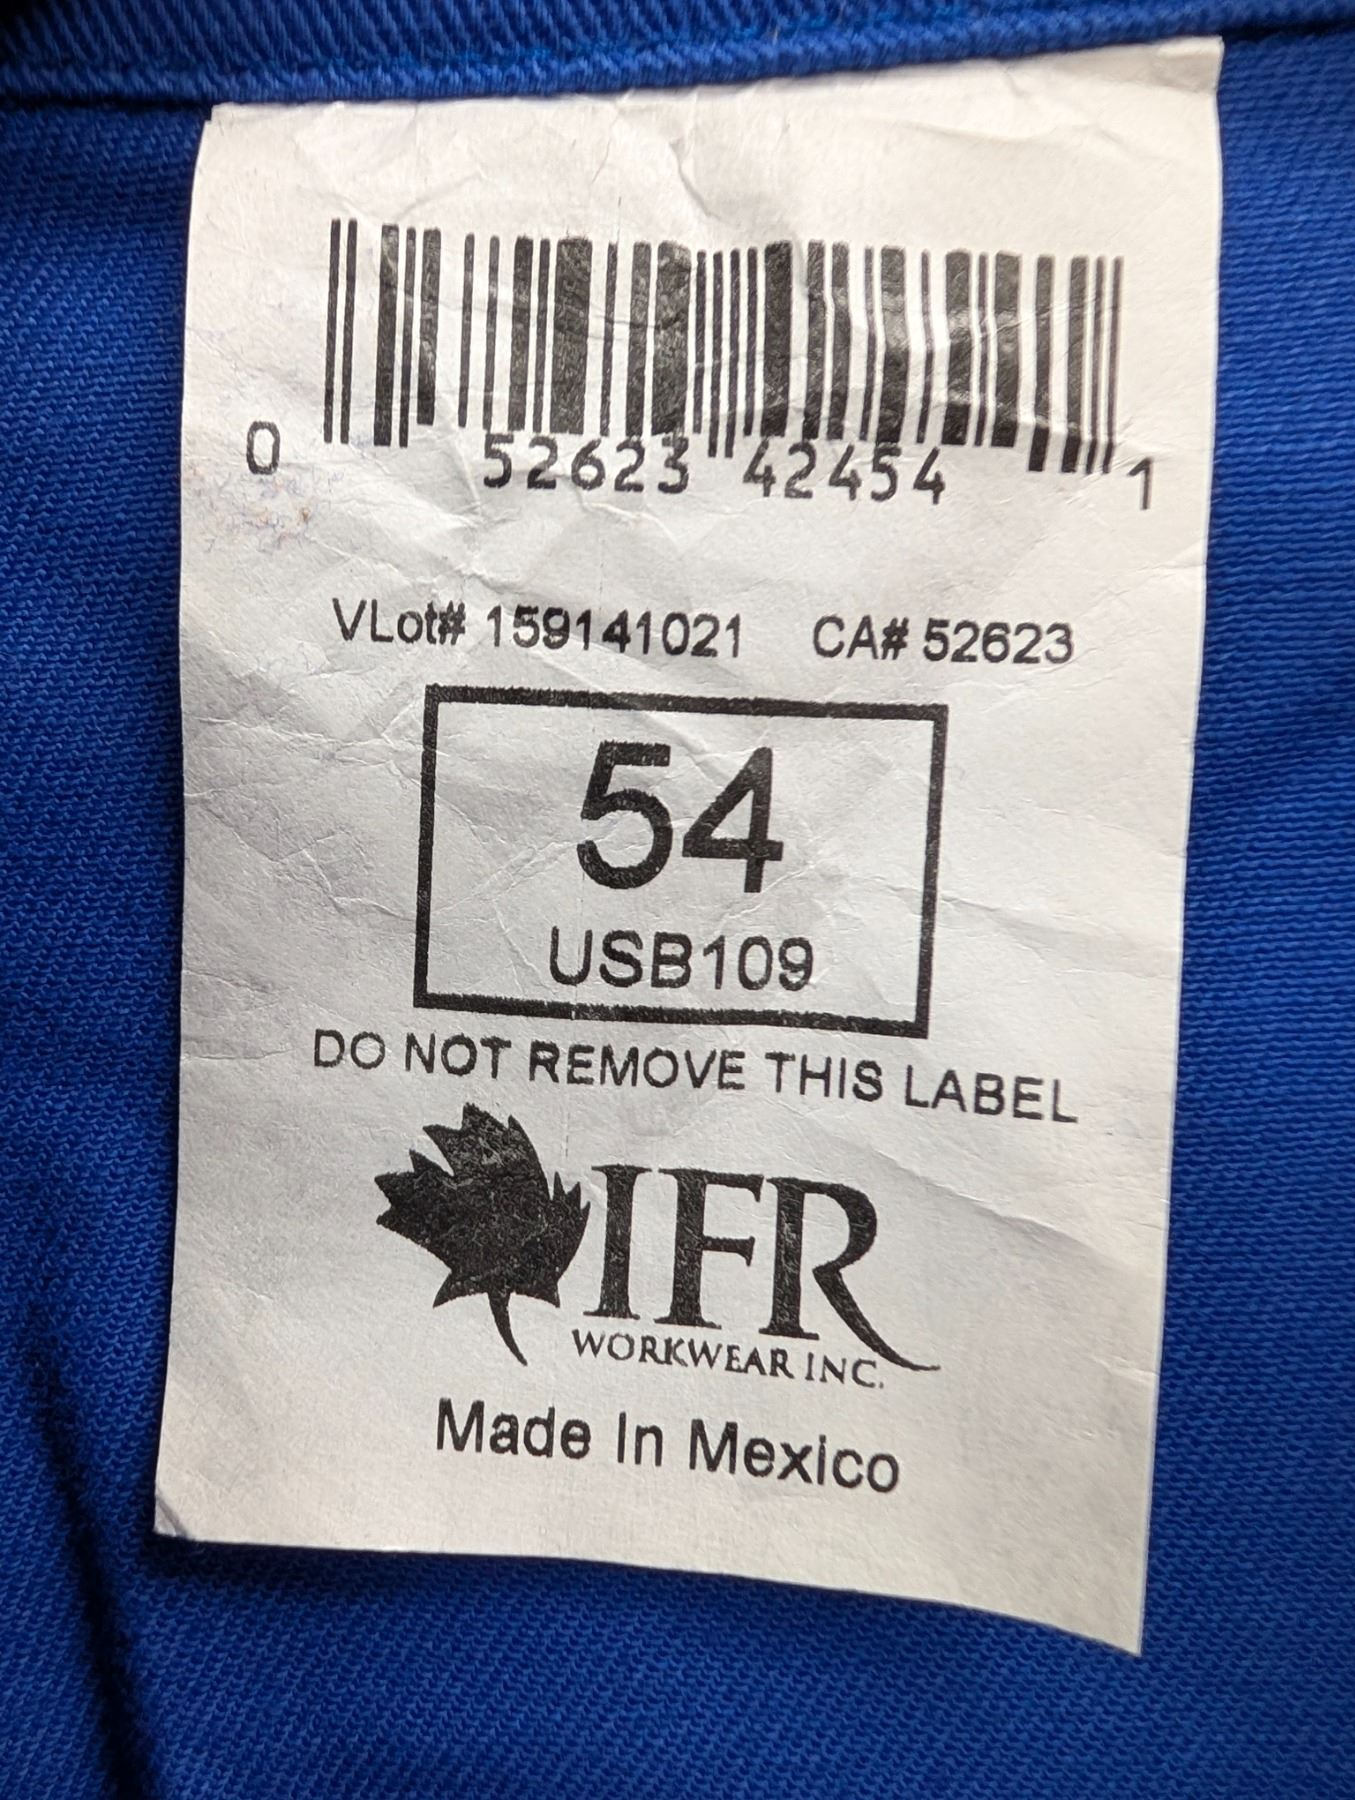 0 52623 42454 1
VLot# 159141021 CA# 52623
54
USB109
DO NOT REMOVE THIS LABEL
IFR
WORKWEAR INC.
Made In Mexico